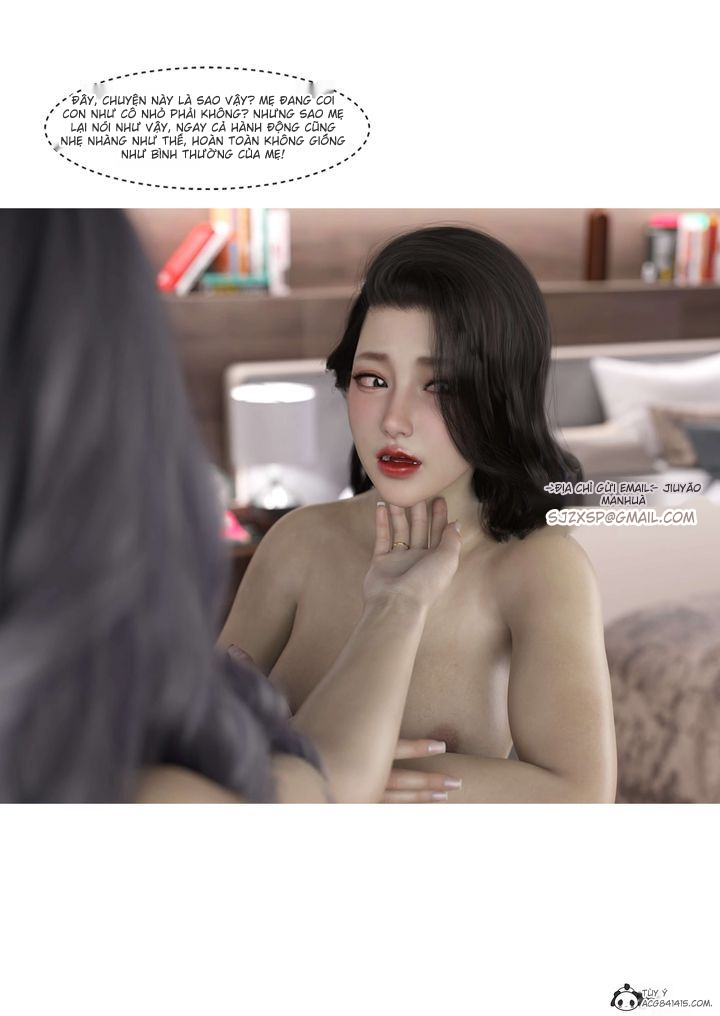 ĐÂY, CHUYỆN NÀY LÀ SAO VẬY? MẸ ĐANG COI
CON NHƯ CÔ NHỎ PHẢI KHÔNG? NHƯNG SAO MẸ
LẠI NÓI NHƯ VẬY, NGAY CẢ HÀNH ĐỘNG CŨNG
NHẸ NHÀNG NHƯ THẾ, HOÀN TOÀN KHÔNG GIỐNG
NHƯ BÌNH THƯỜNG CỦA MẸ!
->ĐỊA CHỈ GỬI EMAIL<- JIUYÃO
MANHUÀ
SJZXSP@GMAIL.COM
TÙY Ý
ACG84141S.COM.